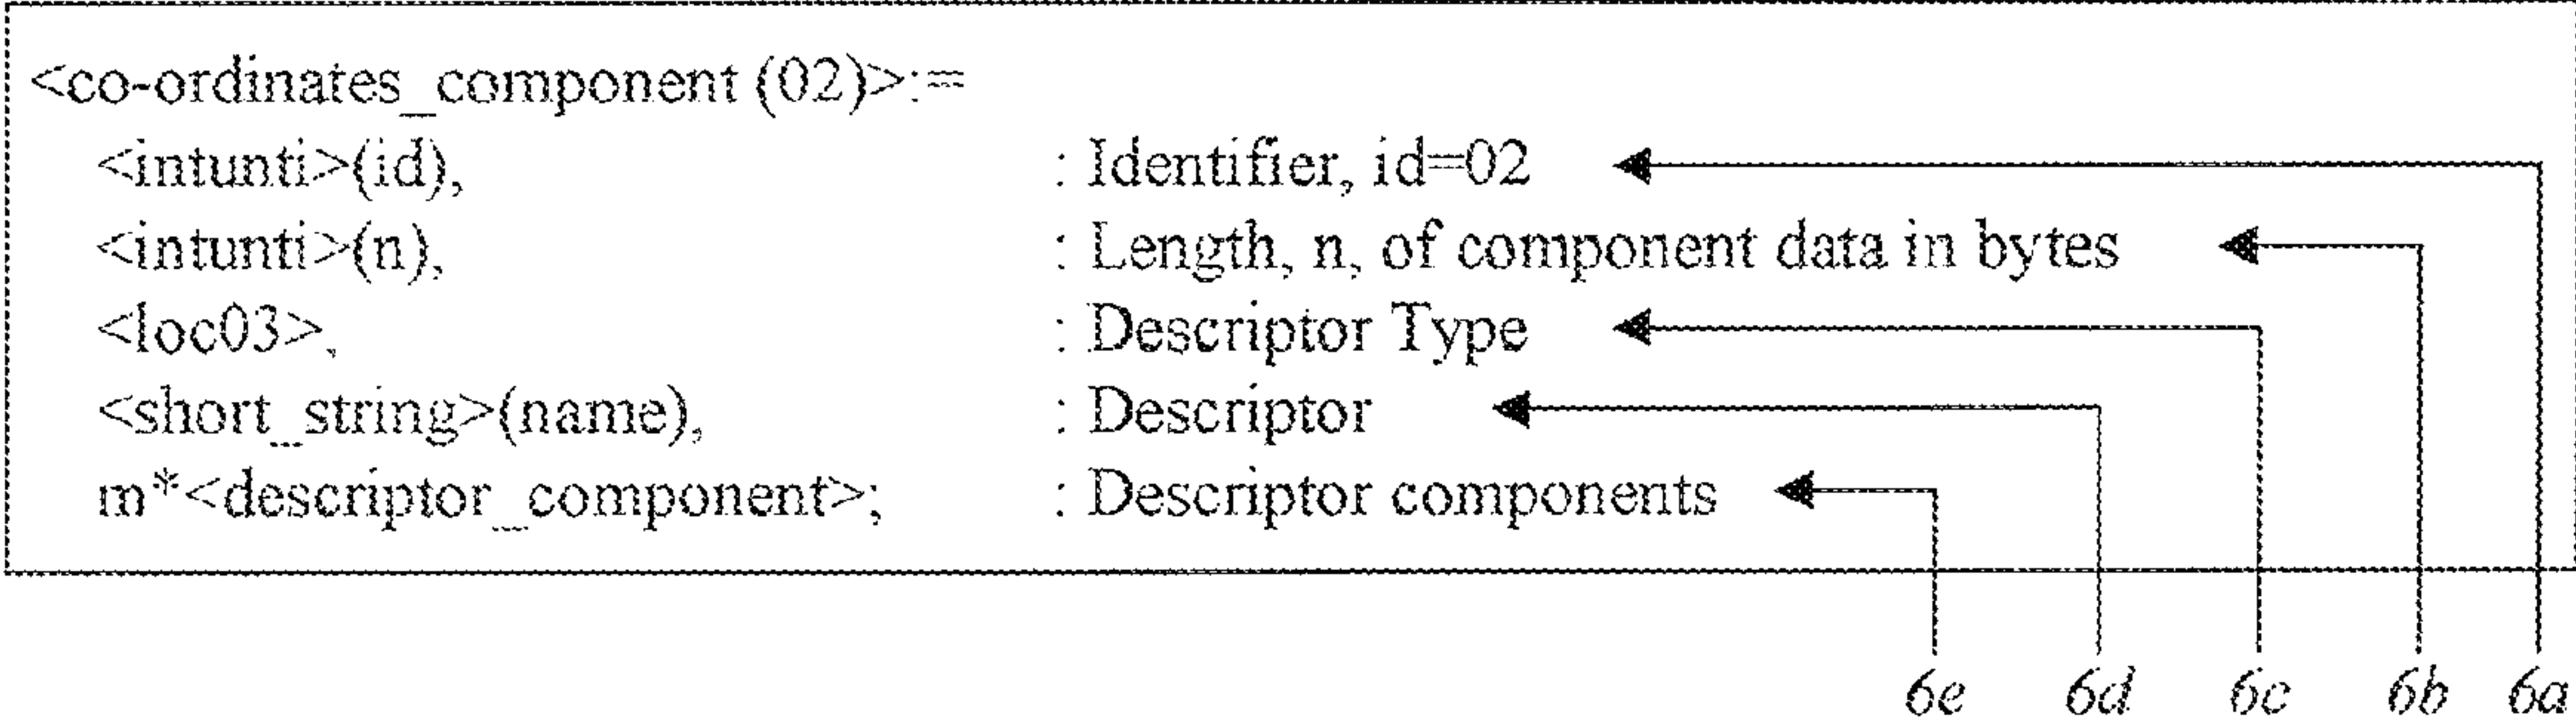 <co-ordinates_component (02)>:=
<intunti>(id), : Identifier, id=02
<intunti>(n), : Length, n, of component data in bytes
<loc03>, : Descriptor Type
<short_string>(name), : Descriptor
m*<descriptor_component>; : Descriptor components
6e 6d 6c 6b 6a